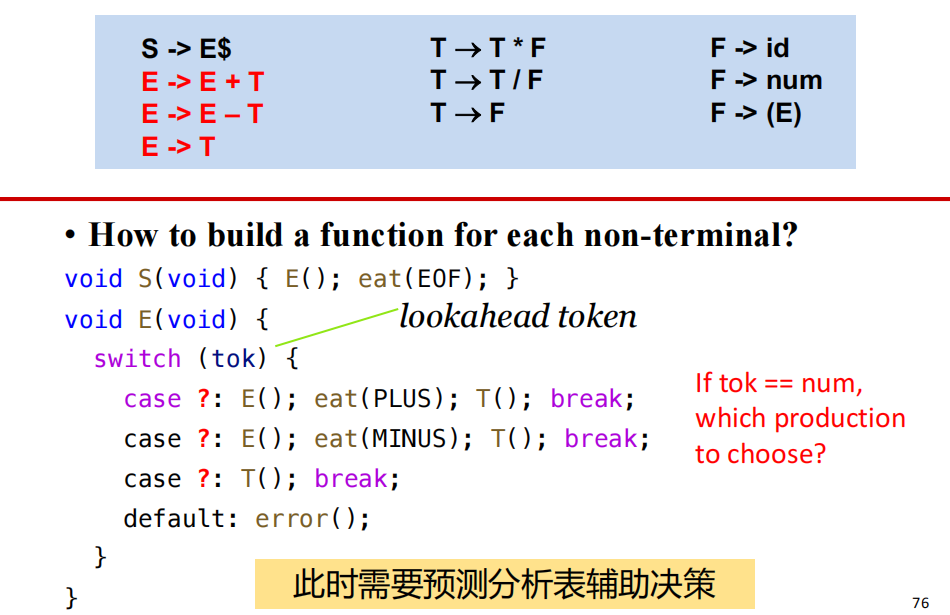 S -> E$
E -> E + T
E -> E – T
E -> T
T → T * F
T → T / F
T → F
F -> id
F -> num
F -> (E)
• How to build a function for each non-terminal?
void S(void) { E(); eat(EOF); }
void E(void) {
lookahead token
switch (tok) {
case ?: E(); eat(PLUS); T(); break;
case ?: E(); eat(MINUS); T(); break;
case ?: T(); break;
default: error();
}
}
If tok == num,
which production
to choose?
此时需要预测分析表辅助决策
76